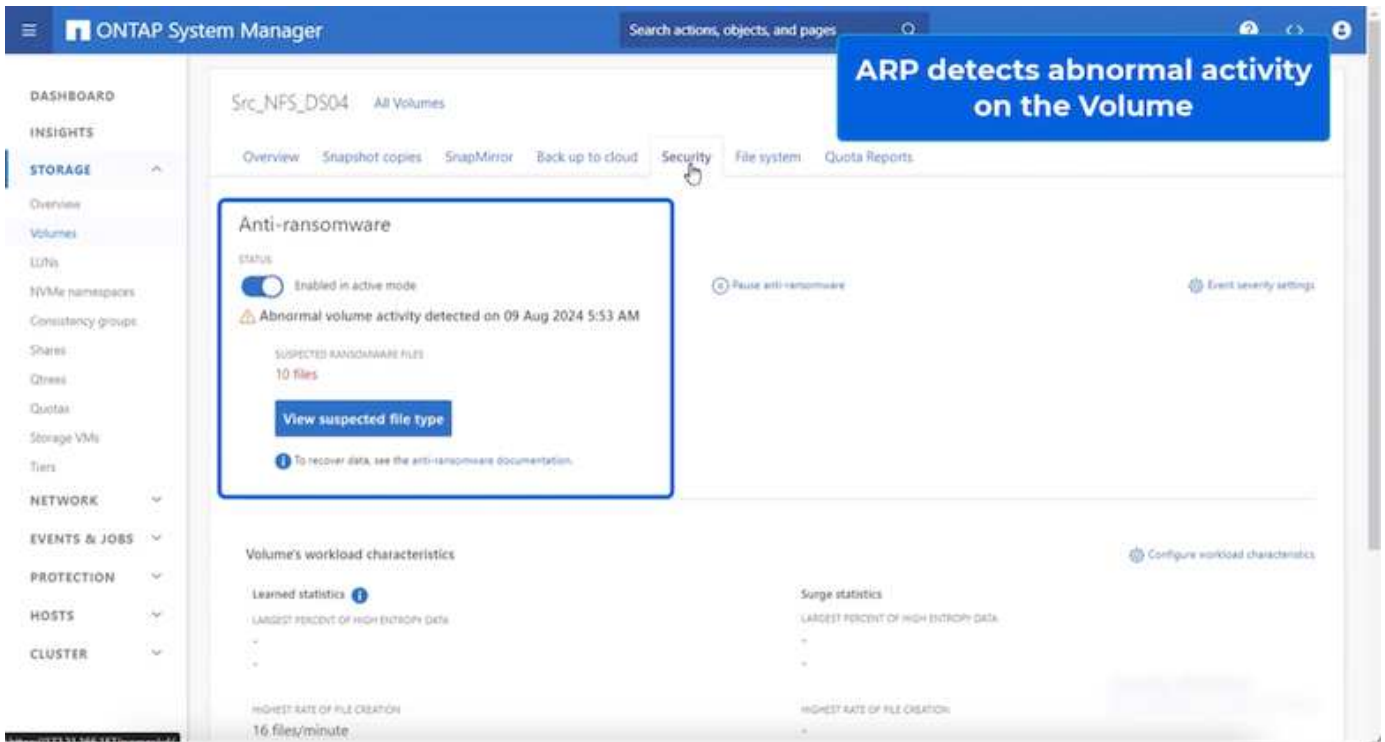 ONTAP System Manager
Search actions, objects, and pages
ARP detects abnormal activity
on the Volume
DASHBOARD
INSIGHTS
STORAGE
Overview
Volumes
LUNs
NVMe namespaces
Consistency groups
Shares
Qtrees
Quotas
Storage VMs
Tiers
NETWORK
EVENTS & JOBS
PROTECTION
HOSTS
CLUSTER
Src_NFS_DS04 All Volumes
Overview Snapshot copies SnapMirror Back up to cloud Security File system Quota Reports
Anti-ransomware
STATUS
Enabled in active mode
Pause anti-ransomware
Event severity settings
Abnormal volume activity detected on 09 Aug 2024 5:53 AM
SUSPECTED RANSOMWARE FILES
10 files
View suspected file type
To recover data, see the anti-ransomware documentation.
Volume's workload characteristics
Configure workload characteristics
Learned statistics
LARGEST PERCENT OF HIGH ENTROPY DATA
-
-
HIGHEST RATE OF FILE CREATION
16 files/minute
Surge statistics
LARGEST PERCENT OF HIGH ENTROPY DATA
-
-
HIGHEST RATE OF FILE CREATION
-